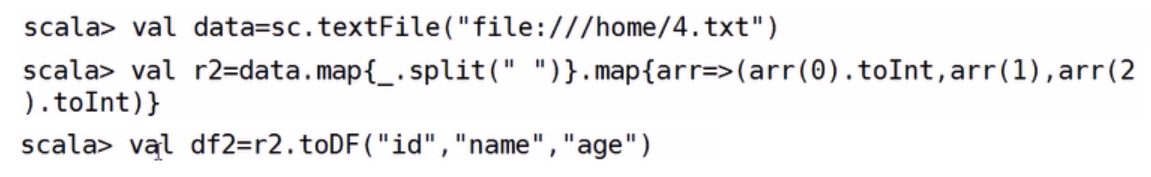 scala> val data=sc.textFile("file:///home/4.txt")
scala> val r2=data.map{_.split(" ")}.map{arr=>(arr(0).toInt,arr(1),arr(2
).toInt)}
scala> val df2=r2.toDF("id","name","age")